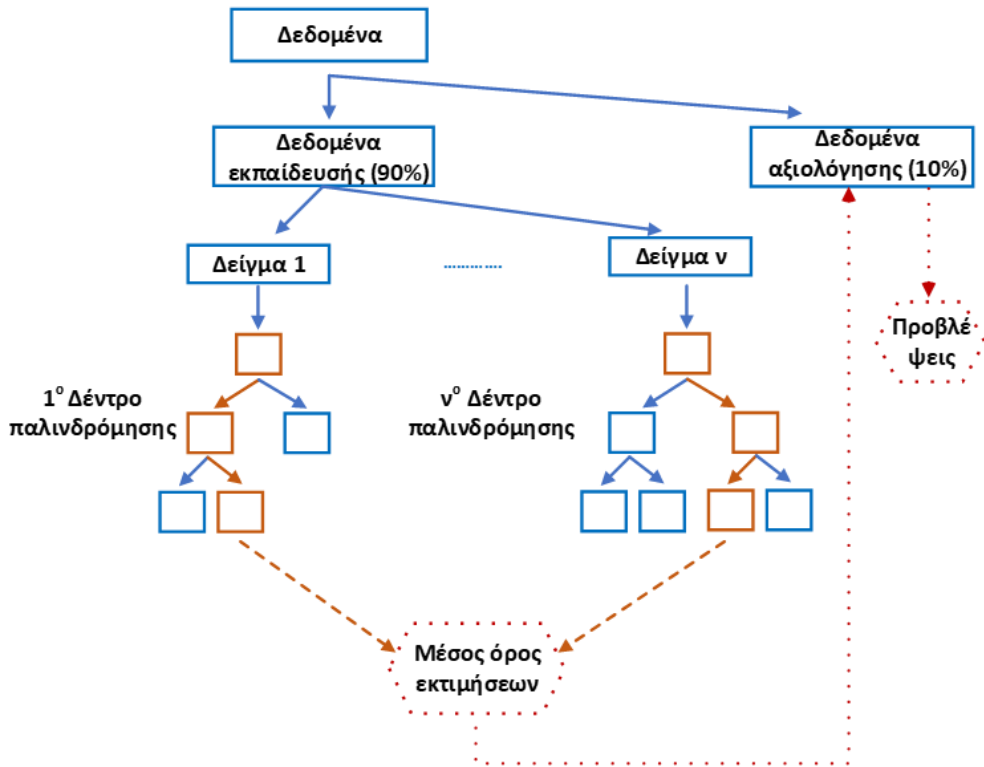 Δεδομένα
Δεδομένα
εκπαίδευσής (90%)
Δεδομένα
αξιολόγησης (10%)
Δείγμα 1
............
Δείγμα ν
Προβλέ
ψεις
1ο Δέντρο
παλινδρόμησης
νο Δέντρο
παλινδρόμησης
Μέσος όρος
εκτιμήσεων